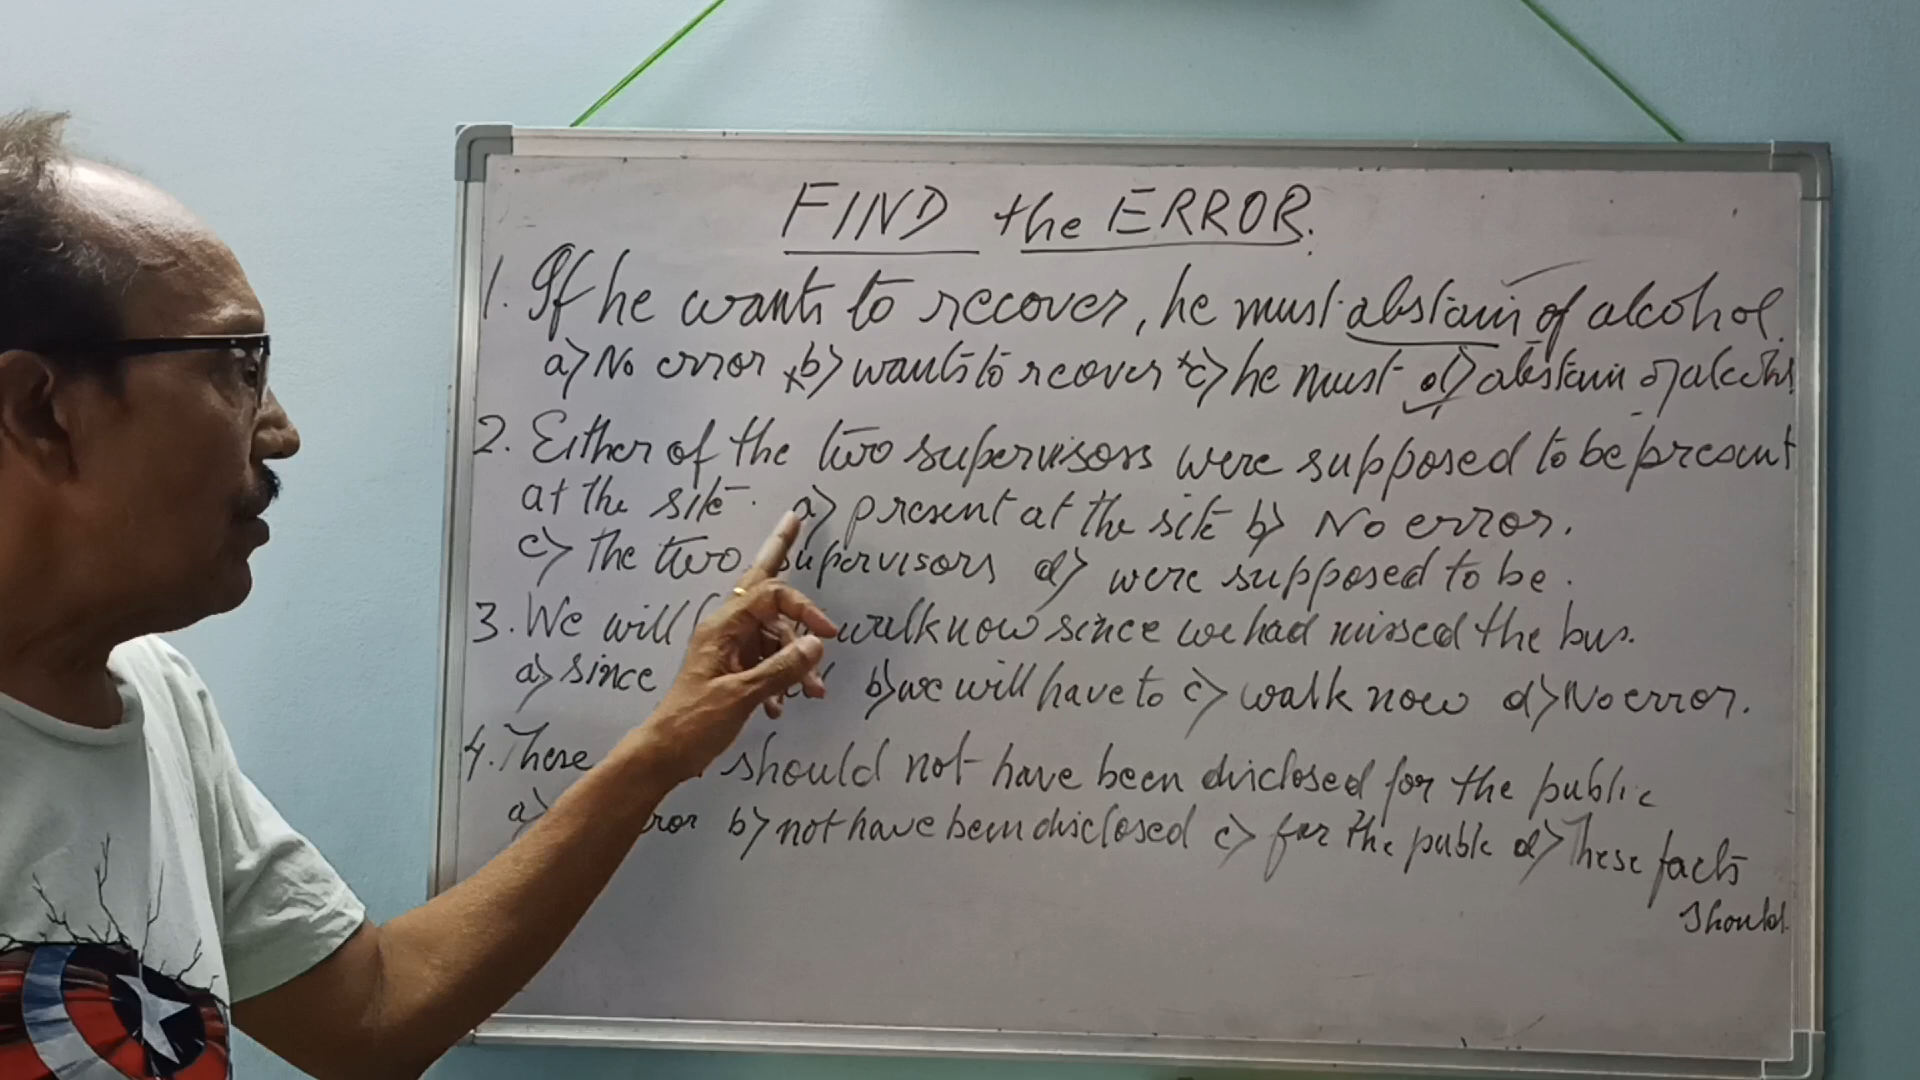 FIND the ERROR.
1. If he wants to recover, he must abstain of alcohol.
a) No error b) wants to recover c) he must d) abstain of alcohol
2. Either of the two supervisors were supposed to be present
at the site. a) present at the site b) No error.
c) the two supervisors d) were supposed to be.
3. We will walk now since we had missed the bus.
a) since b) we will have to c) walk now d) No error.
4. These should not have been disclosed for the public
a) b) not have been disclosed c) for the public d) These facts
should